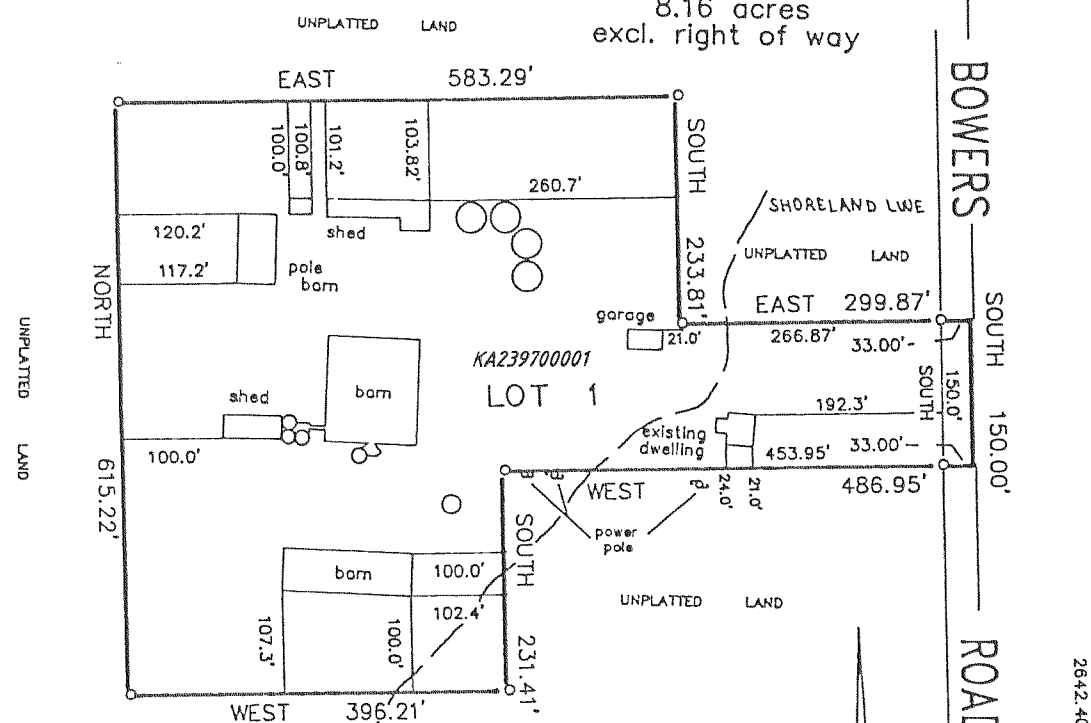 8.16 acres
excl. right of way
UNPLATTED LAND
BOWERS
EAST 583.29'
100.0'
100.8'
101.2'
103.82'
SOUTH
260.7'
SHORELAND LINE
120.2'
shed
UNPLATTED LAND
117.2'
pole
barn
233.81'
NORTH
EAST 299.87'
SOUTH
garage
21.0'
266.87'
33.00'
UNPLATTED LAND
KA239700001
LOT 1
SOUTH
150.0'
shed
barn
192.3'
150.00'
existing
dwelling
453.95'
33.00'
100.0'
615.22'
WEST
486.95'
24.0'
21.0'
SOUTH
power
pole
barn
100.0'
UNPLATTED LAND
102.4'
107.3'
100.0'
231.41'
ROAD
WEST 396.21'